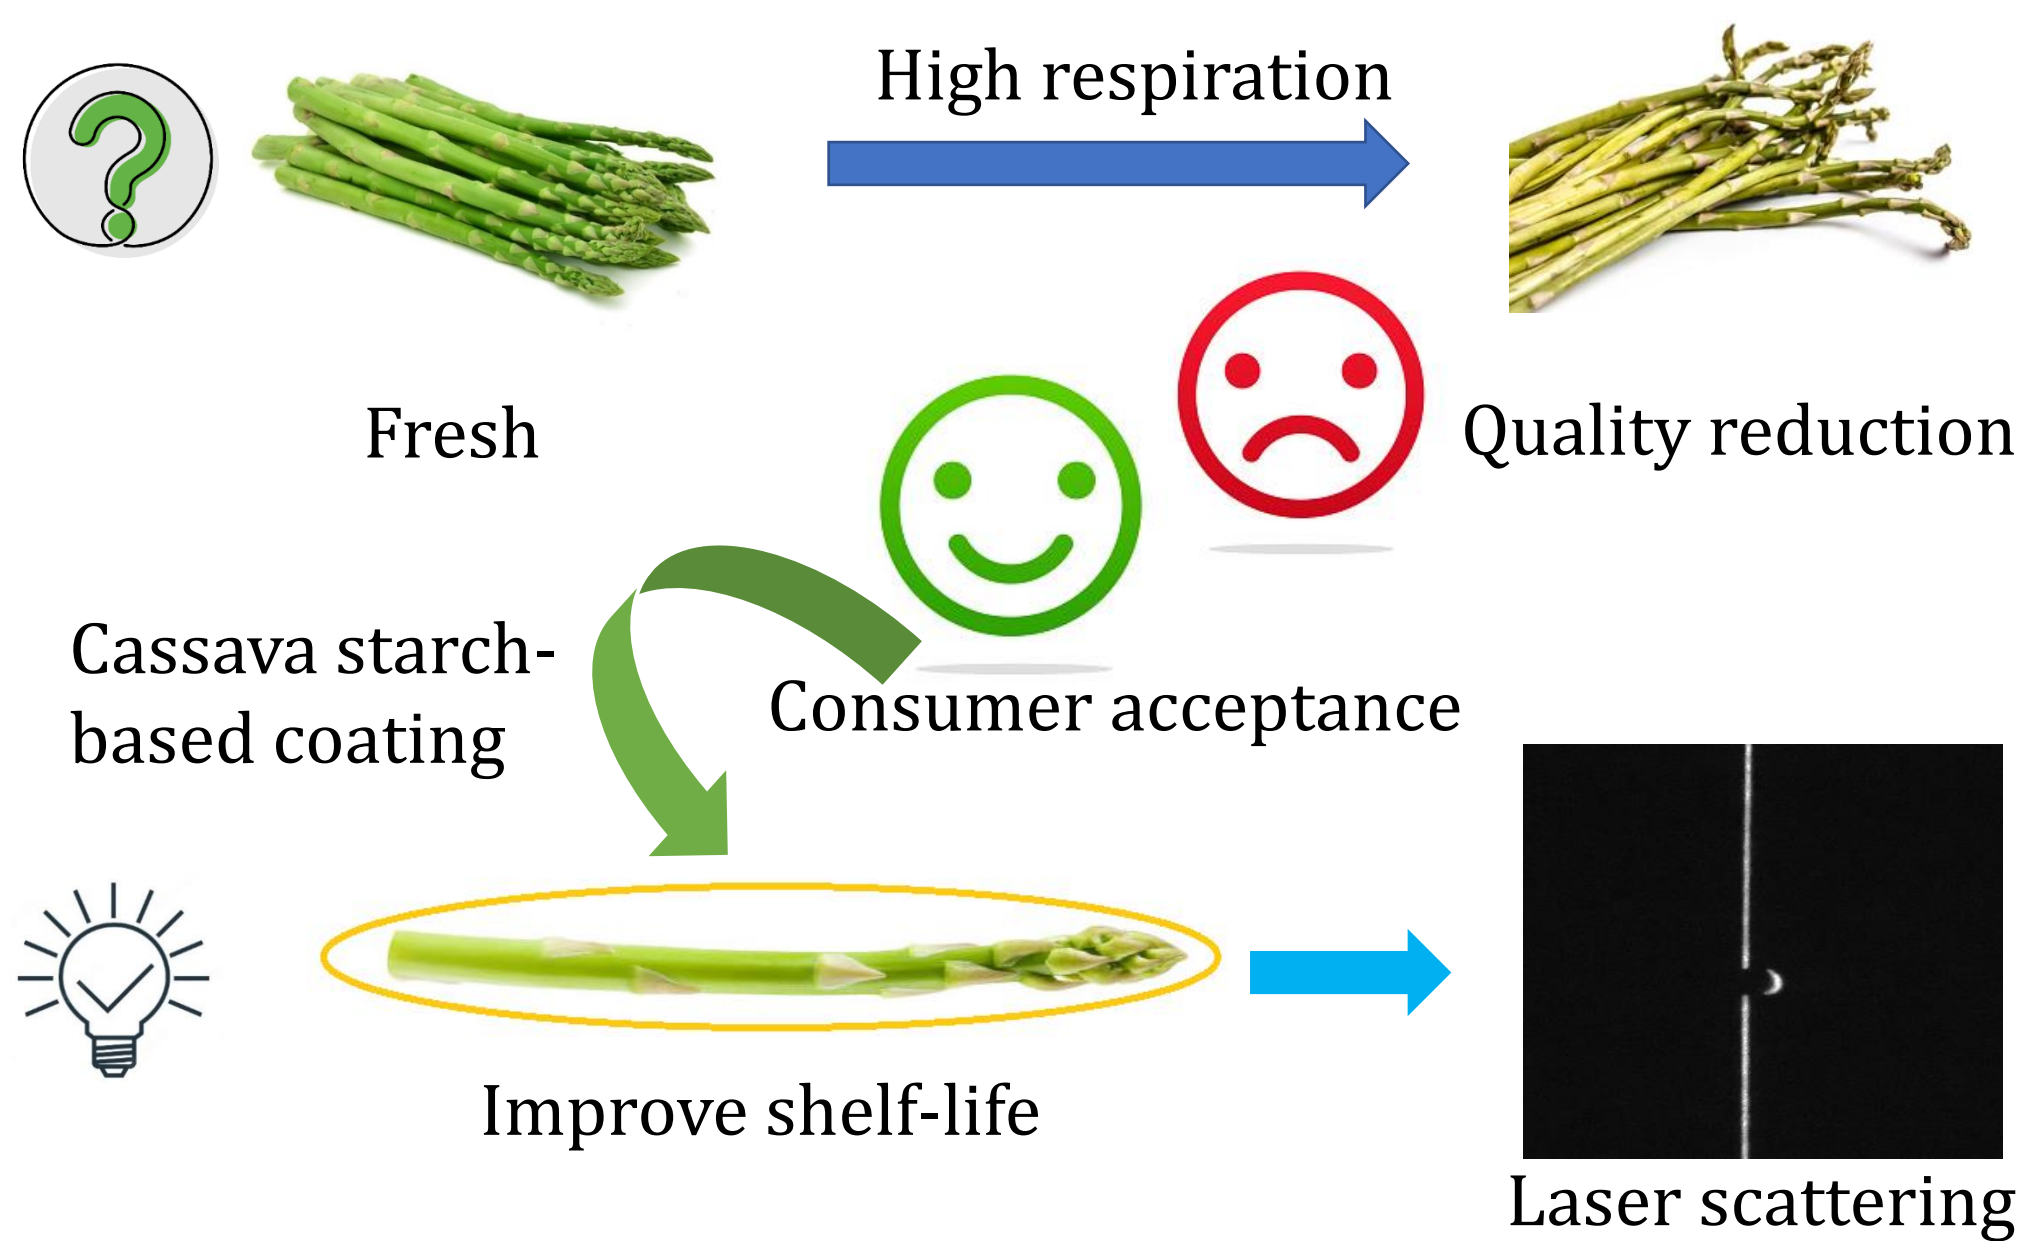 High respiration
Fresh
Quality reduction
Cassava starch-
based coating
Consumer acceptance
Improve shelf-life
Laser scattering